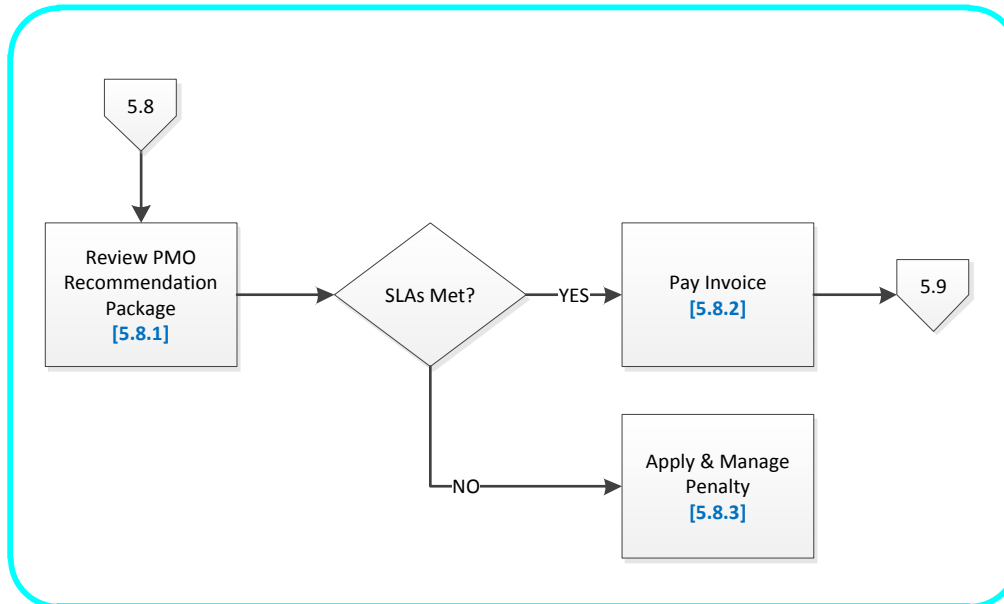 5.8
Review PMO
Recommendation
Package
[5.8.1]
SLAs Met?
YES
Pay Invoice
[5.8.2]
5.9
NO
Apply & Manage
Penalty
[5.8.3]